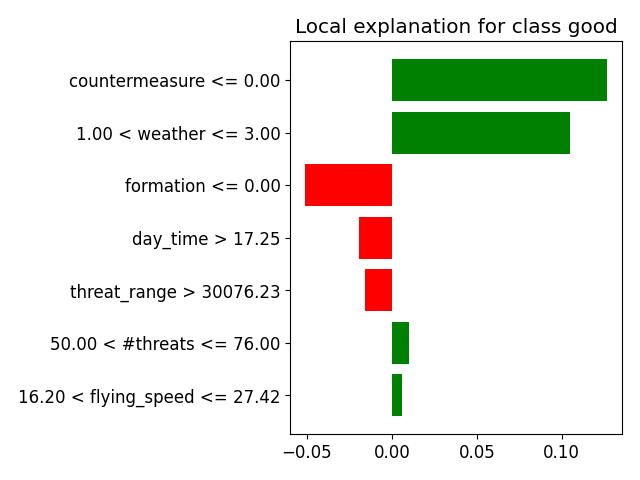 Local explanation for class good
countermeasure <= 0.00
1.00 < weather <= 3.00
formation <= 0.00
day_time > 17.25
threat_range > 30076.23
50.00 < #threats <= 76.00
16.20 < flying_speed <= 27.42
−0.05 0.00 0.05 0.10